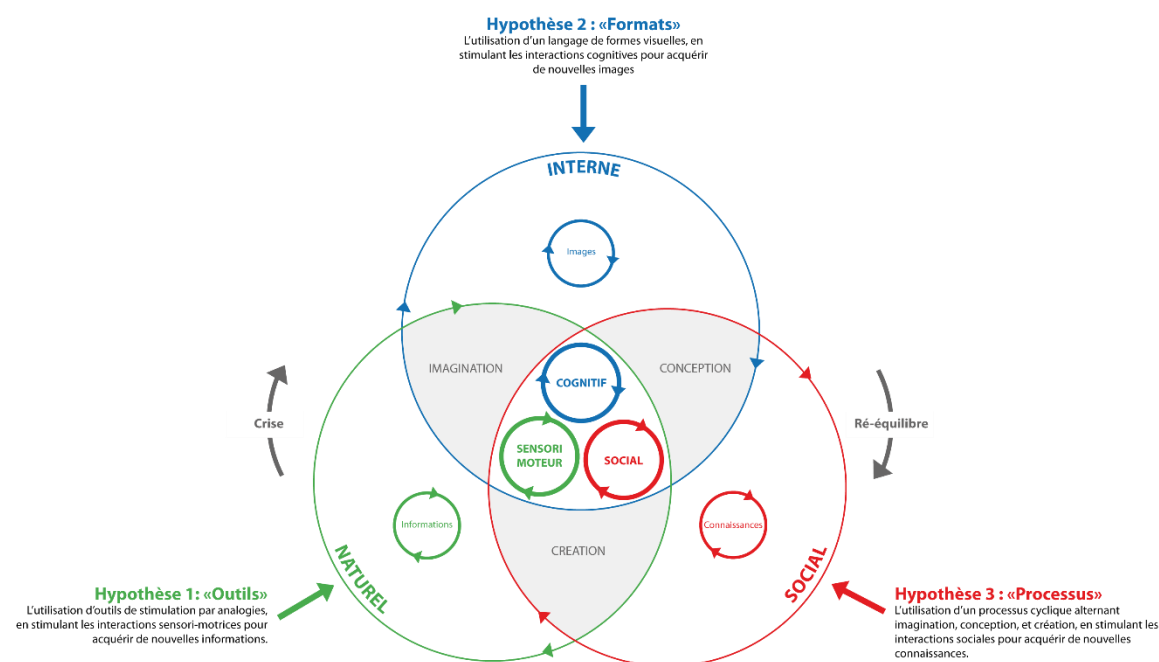 Hypothèse 2 : «Formats»
L'utilisation d'un langage de formes visuelles, en
stimulant les interactions cognitives pour acquérir
de nouvelles images
INTERNE
Images
IMAGINATION
CONCEPTION
COGNITIF
Crise
Ré-équilibre
SENSORI
MOTEUR
SOCIAL
Informations
Connaissances
CREATION
NATUREL
SOCIAL
Hypothèse 1 : «Outils»
L'utilisation d'outils de stimulation par analogies,
en stimulant les interactions sensori-motrices pour
acquérir de nouvelles informations.
Hypothèse 3 : «Processus»
L'utilisation d'un processus cyclique alternant
imagination, conception, et création, en stimulant les
interactions sociales pour acquérir de nouvelles
connaissances.